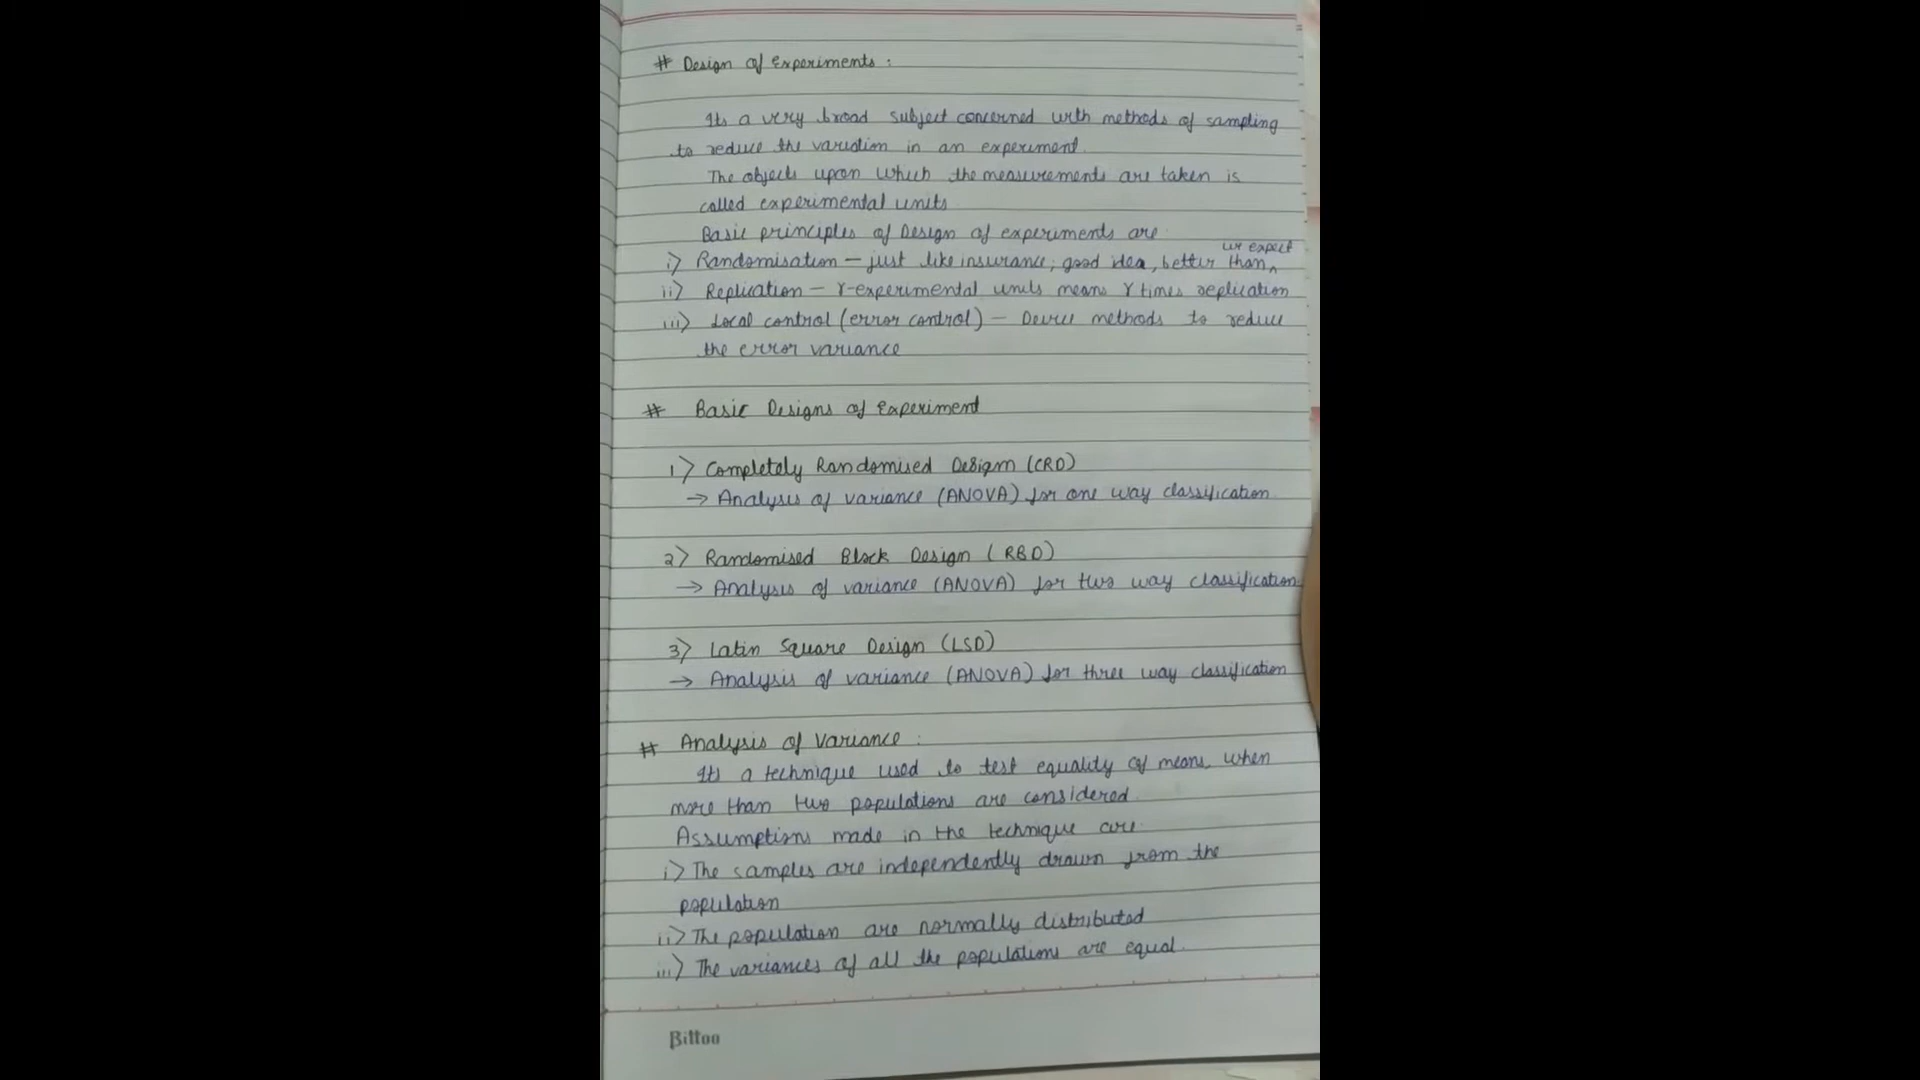 # Design of Experiments :
Its a very broad subject concerned with methods of sampling
to reduce the variation in an experiment.
The objects upon which the measurements are taken is
called experimental units
Basic principles of Design of experiments are
we expect
i) Randomisation – just like insurance; good idea, better than^
ii) Replication – r-experimental units means r times replication
iii) Local control (error control) – Devise methods to reduce
the error variance
# Basic Designs of Experiment
1) Completely Randomised Design (CRD)
→ Analysis of variance (ANOVA) for one way classification
2) Randomised Block Design (RBD)
→ Analysis of variance (ANOVA) for two way classification
3) Latin Square Design (LSD)
→ Analysis of variance (ANOVA) for three way classification
# Analysis of Variance :
Its a technique used to test equality of means when
more than two populations are considered.
Assumptions made in the technique are
i) The samples are independently drawn from the
population
ii) The population are normally distributed
iii) The variances of all the populations are equal.
Bittoo